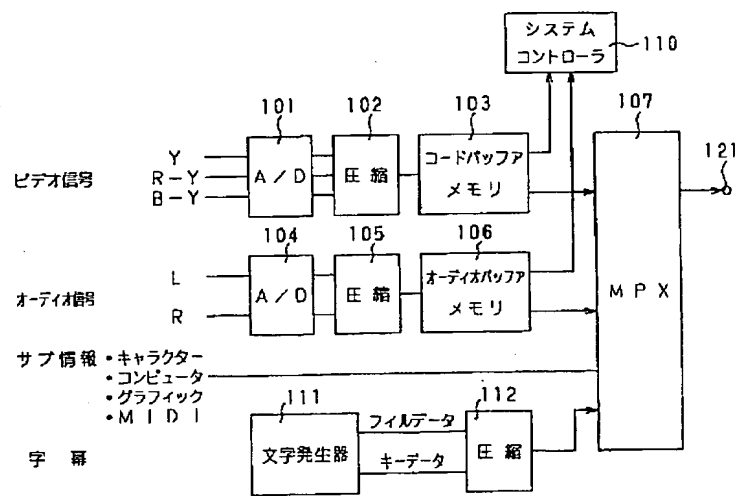 システム
コントローラ
110
101
102
103
107
121
ビデオ信号
Y
R-Y
B-Y
A/D
圧縮
コードバッファ
メモリ
104
105
106
オーディオ信号
L
R
A/D
圧縮
オーディオバッファ
メモリ
MPX
サブ情報
・キャラクター
・コンピュータ
・グラフィック
・MIDI
111
112
字幕
文字発生器
フィルデータ
キーデータ
圧縮